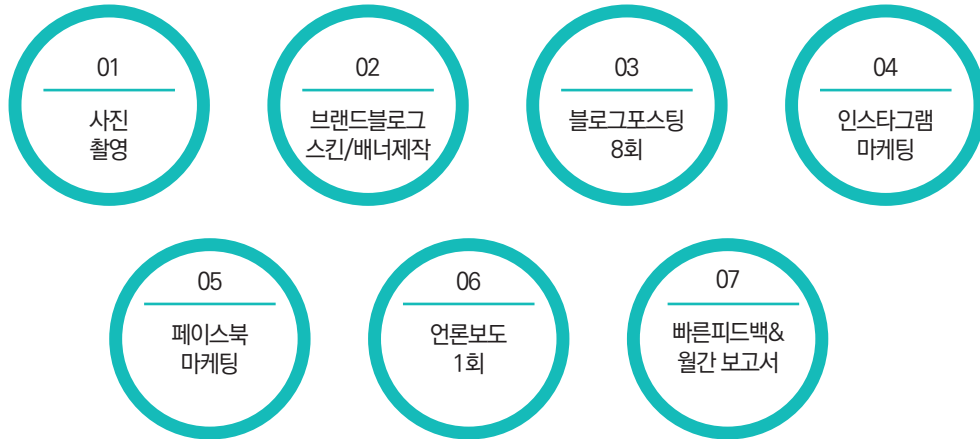 01
사진
촬영
02
브랜드블로그
스킨/배너제작
03
블로그포스팅
8회
04
인스타그램
마케팅
05
페이스북
마케팅
06
언론보도
1회
07
빠른피드백&
월간 보고서